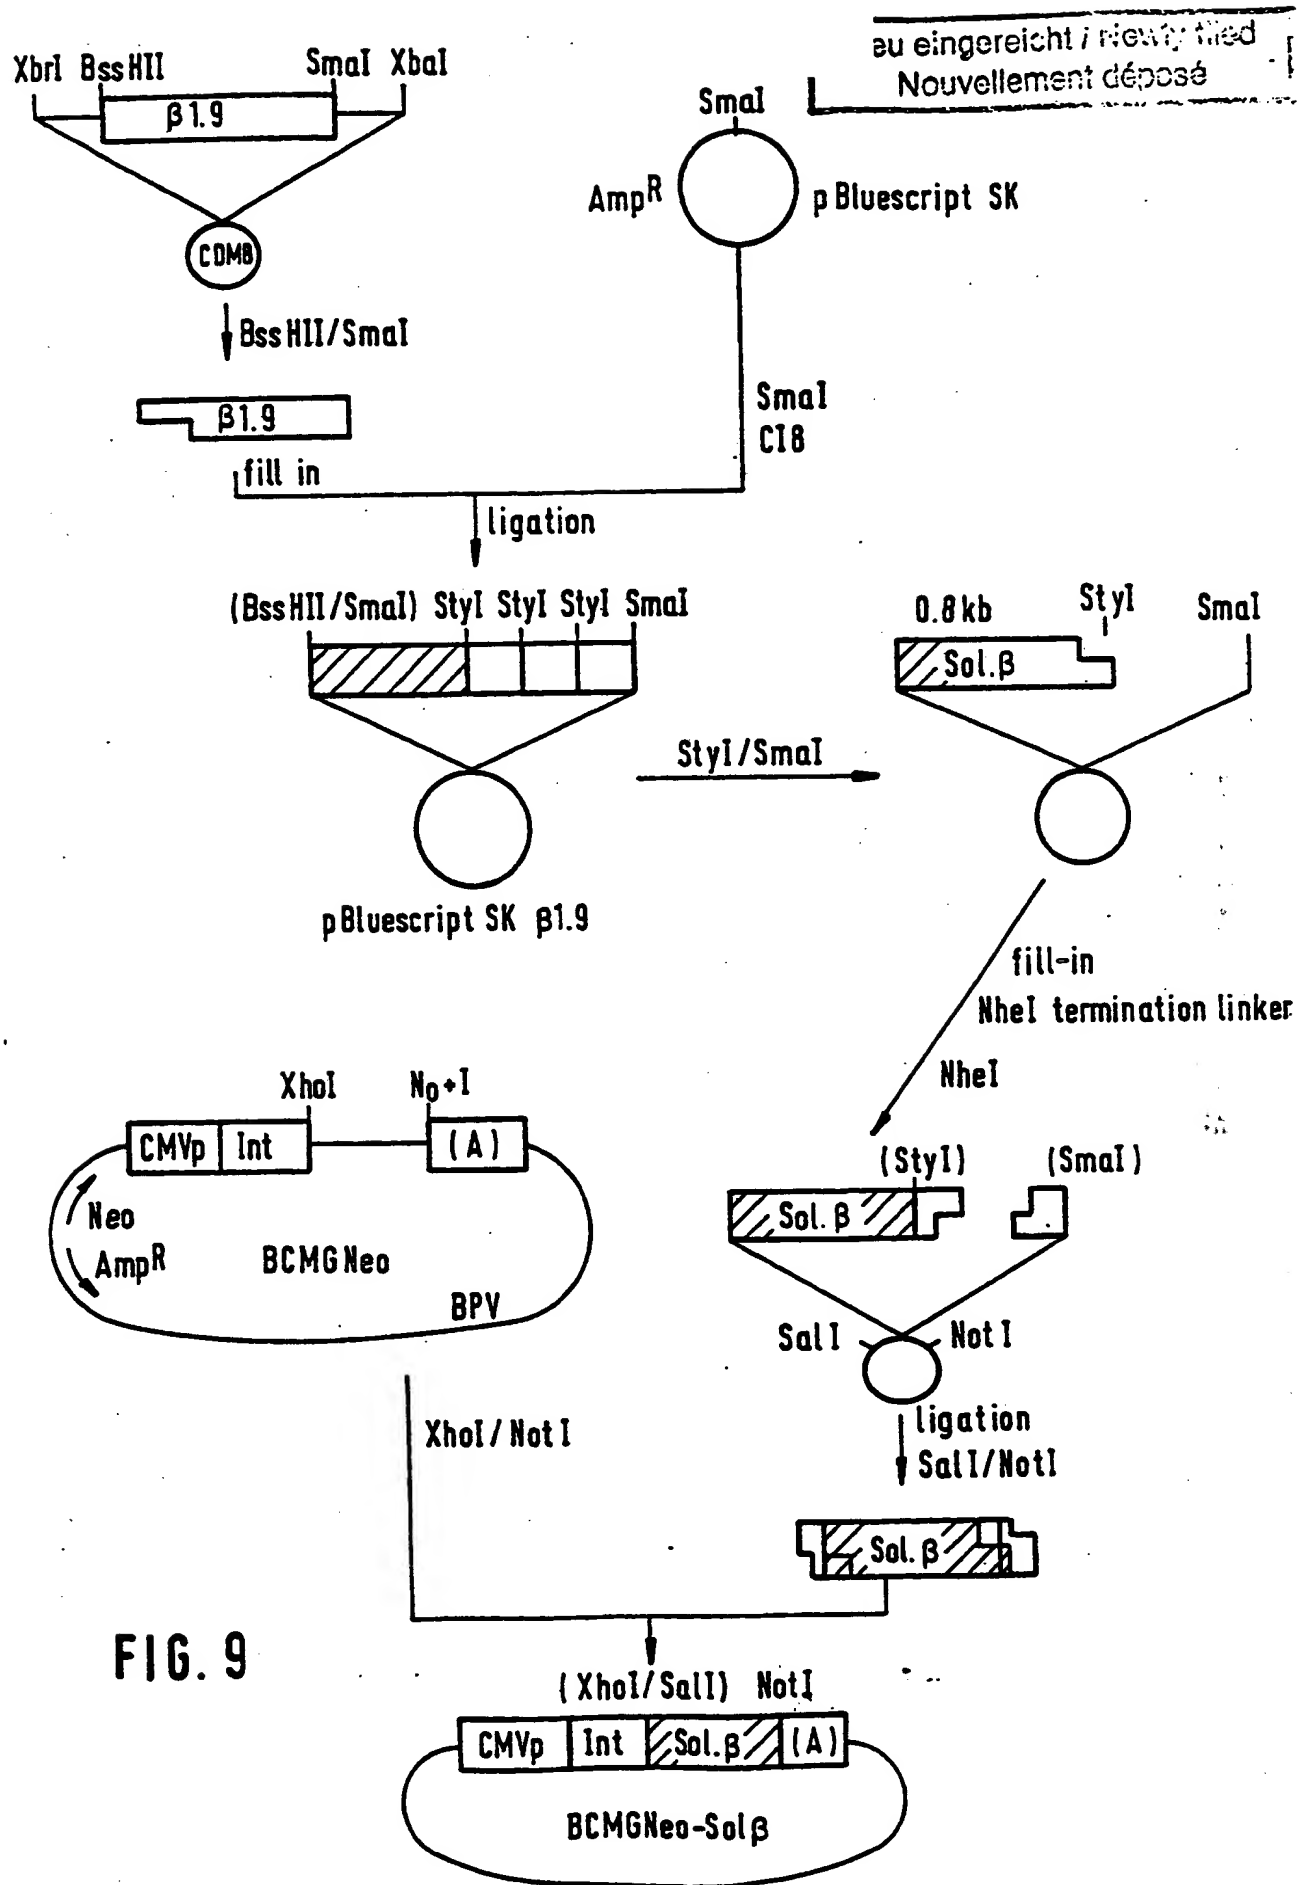 eu eingereicht / Newly filed
Nouvellement déposé
XbrI BssHII SmaI XbaI
β1.9
CDM8
BssHII/SmaI
β1.9
fill in
SmaI
AmpR
pBluescript SK
SmaI
CI8
ligation
(BssHII/SmaI) StyI StyI StyI SmaI
pBluescript SK β1.9
StyI/SmaI
0.8 kb StyI SmaI
Sol.β
fill-in
NheI termination linker
NheI
XhoI No+I
CMVp Int (A)
Neo
AmpR
BCMGNeo
BPV
(StyI) (SmaI)
Sol. β
SalI NotI
ligation
SalI/NotI
XhoI/NotI
Sol. β
FIG. 9
(XhoI/SalI) NotI
CMVp Int Sol.β (A)
BCMGNeo-Solβ